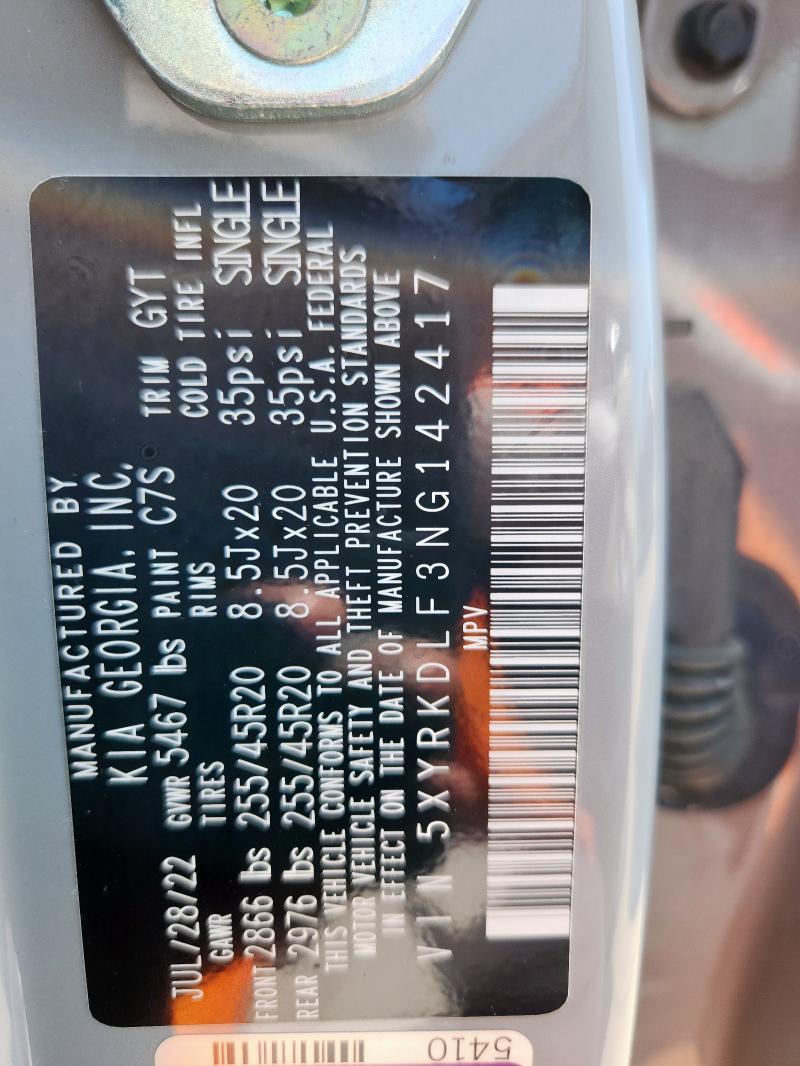 MANUFACTURED BY
KIA GEORGIA, INC.
JUL/28/22 GVWR 5467 lbs PAINT C7S TRIM GYT
GAWR TIRES RIMS COLD TIRE INFL
FRONT 2866 lbs 255/45R20 8.5Jx20 35psi SINGLE
REAR 2976 lbs 255/45R20 8.5Jx20 35psi SINGLE
THIS VEHICLE CONFORMS TO ALL APPLICABLE U.S.A. FEDERAL
MOTOR VEHICLE SAFETY AND THEFT PREVENTION STANDARDS
IN EFFECT ON THE DATE OF MANUFACTURE SHOWN ABOVE
VIN 5XYRKDLF3NG142417
MPV
5410